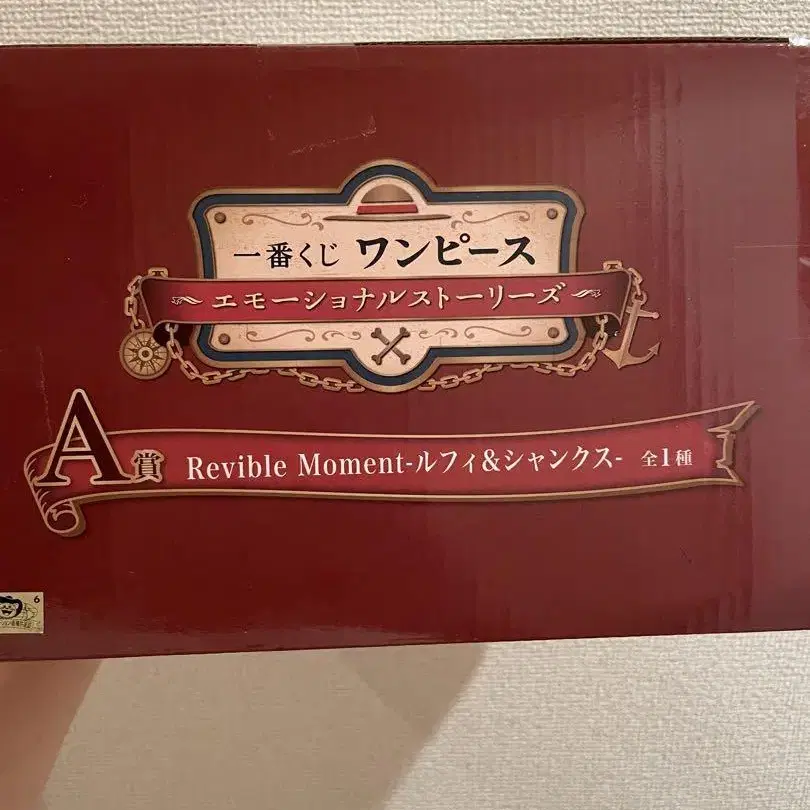 一番くじ ワンピース
～エモーショナルストーリーズ～
A賞 Revible Moment-ルフィ&シャンクス- 全1種
6